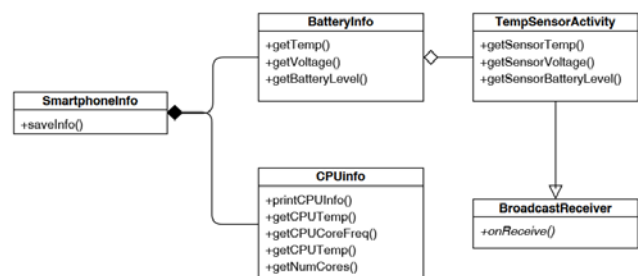 BatteryInfo
+getTemp()
+getVoltage()
+getBatteryLevel()
TempSensorActivity
+getSensorTemp()
+getSensorVoltage()
+getSensorBatteryLevel()
SmartphoneInfo
+saveInfo()
CPUinfo
+printCPUInfo()
+getCPUTemp()
+getCPUCoreFreq()
+getCPUTemp()
+getNumCores()
BroadcastReceiver
+onReceive()